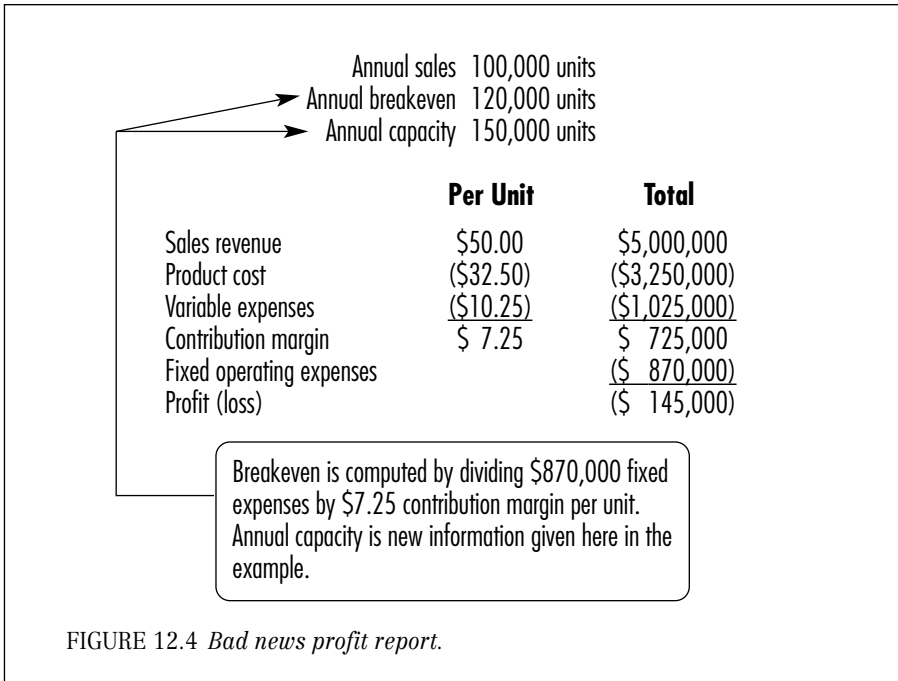 Annual sales 100,000 units
Annual breakeven 120,000 units
Annual capacity 150,000 units
Per Unit Total
Sales revenue $50.00 $5,000,000
Product cost ($32.50) ($3,250,000)
Variable expenses ($10.25) ($1,025,000)
Contribution margin $ 7.25 $ 725,000
Fixed operating expenses ($ 870,000)
Profit (loss) ($ 145,000)
Breakeven is computed by dividing $870,000 fixed
expenses by $7.25 contribution margin per unit.
Annual capacity is new information given here in the
example.
FIGURE 12.4 Bad news profit report.